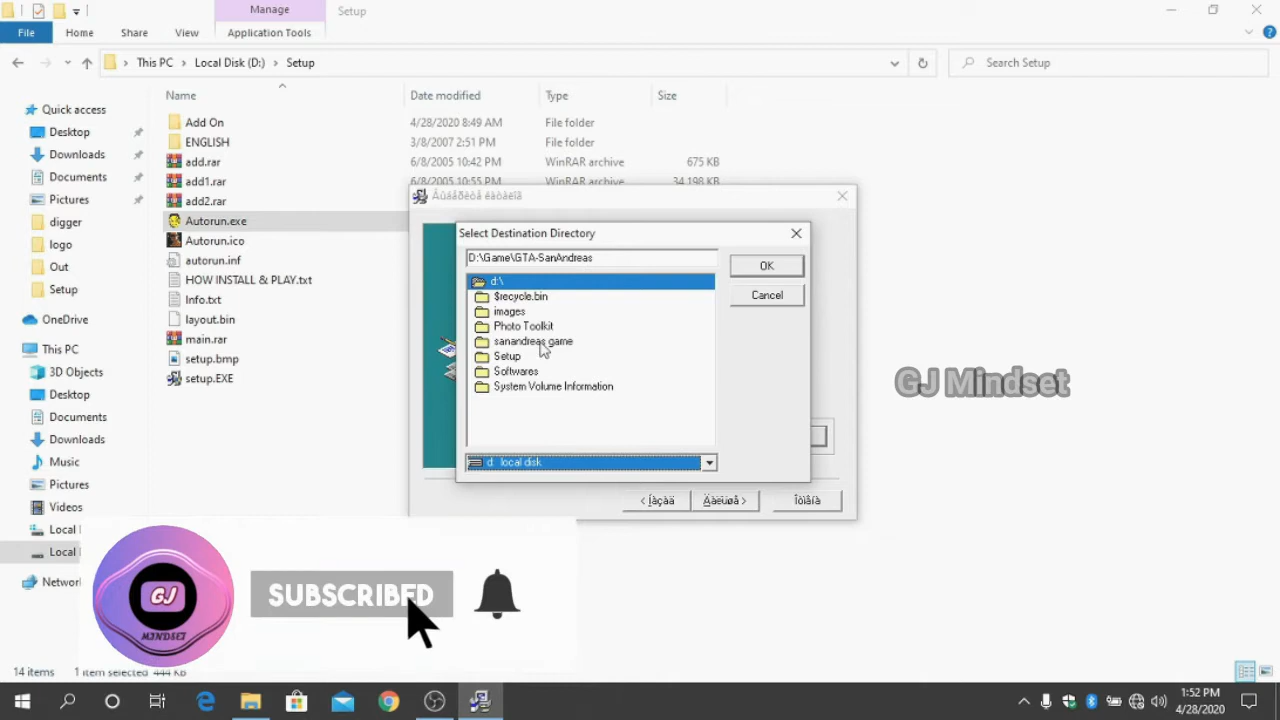 Manage
Setup
File
Home
Share
View
Application Tools
This PC
Local Disk (D:)
Setup
Search Setup
Name
Date modified
Type
Size
Quick access
Desktop
Downloads
Documents
Pictures
digger
logo
Out
Setup
OneDrive
This PC
3D Objects
Desktop
Documents
Downloads
Music
Pictures
Videos
Local
Local
Add On 4/28/2020 8:49 AM File folder
ENGLISH 3/8/2007 2:51 PM File folder
add.rar 6/8/2005 10:42 PM WinRAR archive 675 KB
add1.rar 6/8/2005 10:55 PM WinRAR archive 34,198 KB
add2.rar
Autorun.exe
Autorun.ico
autorun.inf
HOW INSTALL & PLAY.txt
Info.txt
layout.bin
main.rar
setup.bmp
setup.EXE
Select Destination Directory
D:\Game\GTA-SanAndreas
d:\
$recycle.bin
images
Photo Toolkit
sanandreas game
Setup
Softwares
System Volume Information
d local disk
OK
Cancel
< Íàçàä
Äàëüøå >
GJ Mindset
GJ
MINDSET
SUBSCRIBED
14 items
1 item selected 444 KB
1:52 PM
4/28/2020